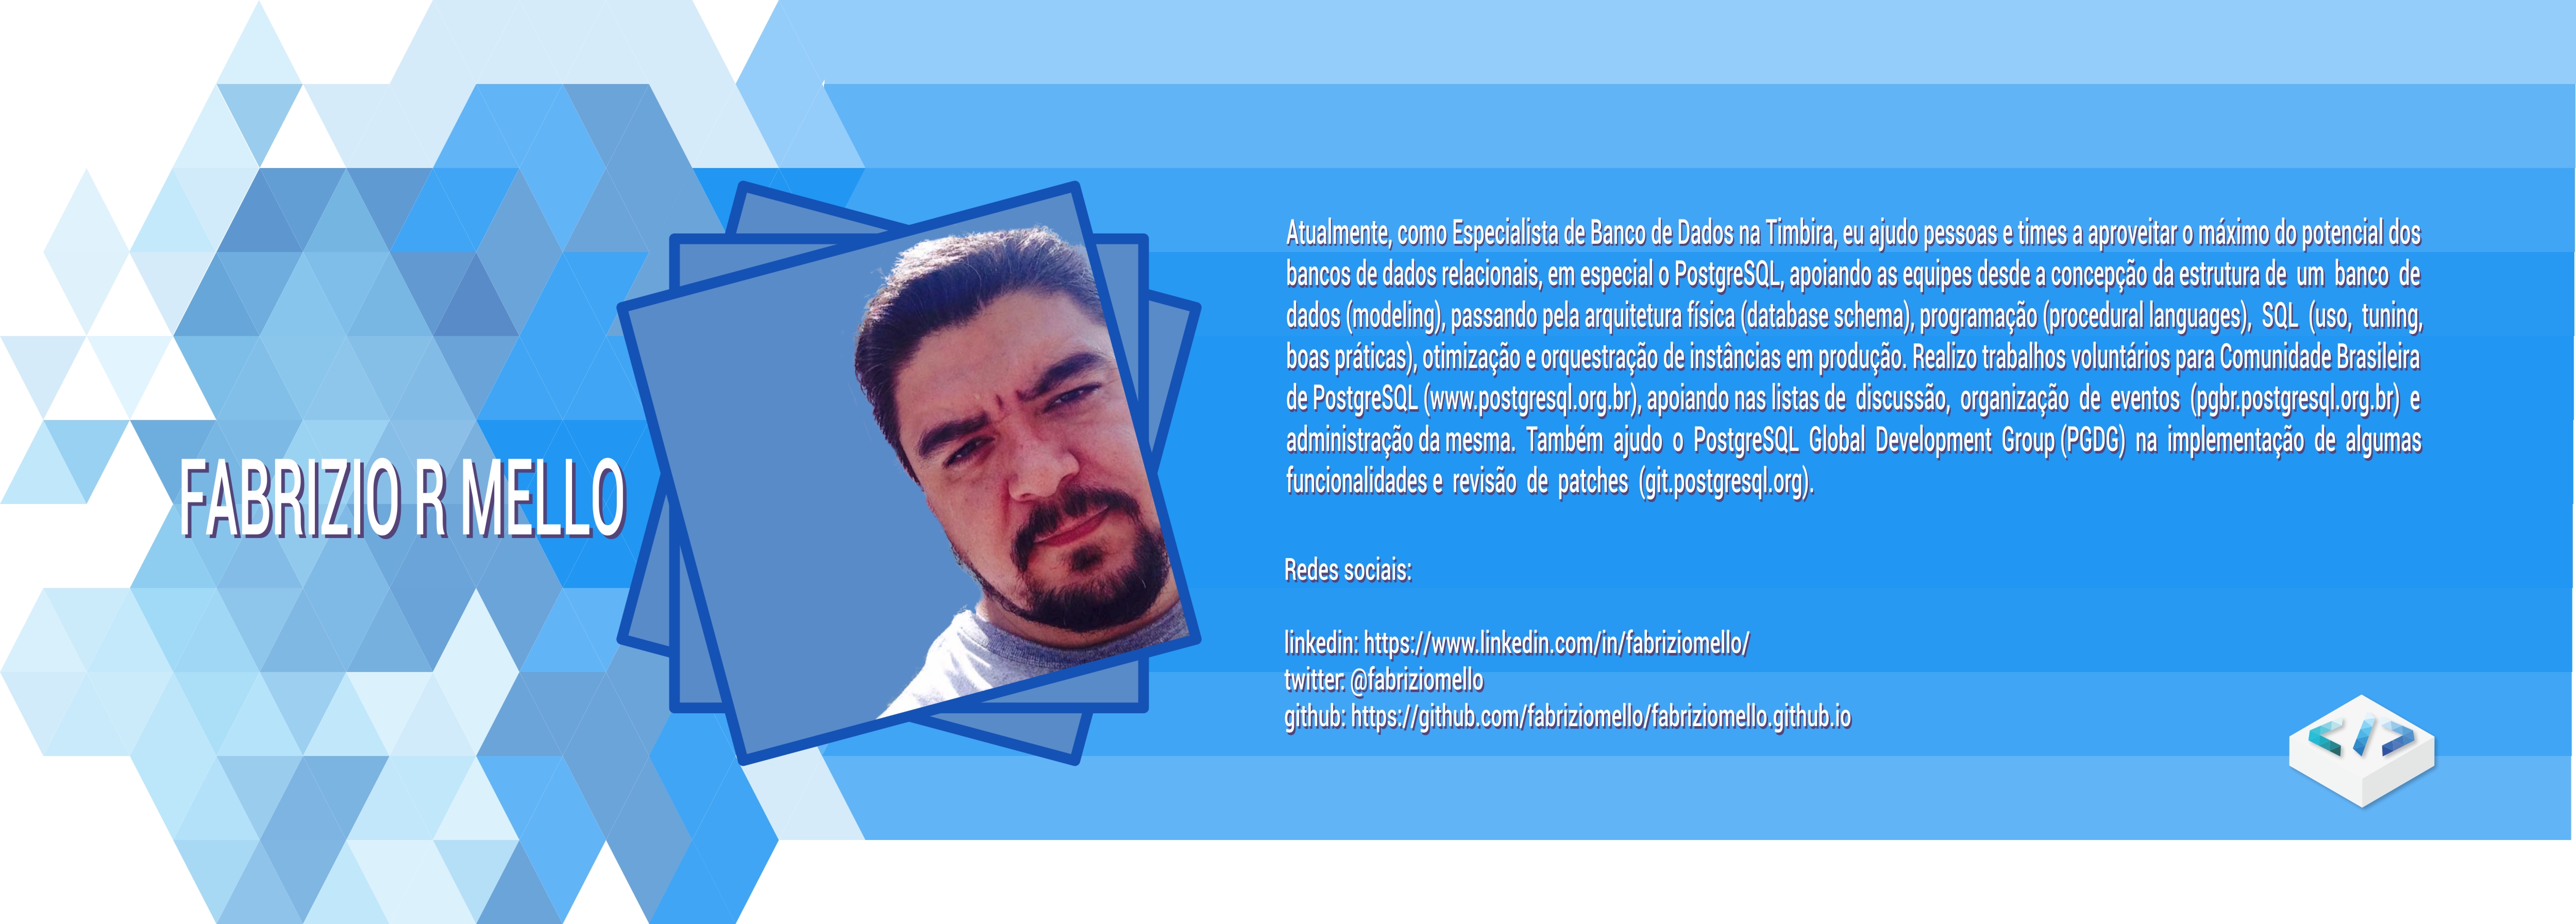 FABRIZIO R MELLO
Atualmente, como Especialista de Banco de Dados na Timbira, eu ajudo pessoas e times a aproveitar o máximo do potencial dos
bancos de dados relacionais, em especial o PostgreSQL, apoiando as equipes desde a concepção da estrutura de um banco de
dados (modeling), passando pela arquitetura física (database schema), programação (procedural languages), SQL (uso, tuning,
boas práticas), otimização e orquestração de instâncias em produção. Realizo trabalhos voluntários para Comunidade Brasileira
de PostgreSQL (www.postgresql.org.br), apoiando nas listas de discussão, organização de eventos (pgbr.postgresql.org.br) e
administração da mesma. Também ajudo o PostgreSQL Global Development Group (PGDG) na implementação de algumas
funcionalidades e revisão de patches (git.postgresql.org).
Redes sociais:
linkedin: https://www.linkedin.com/in/fabriziomello/
twitter: @fabriziomello
github: https://github.com/fabriziomello/fabriziomello.github.io